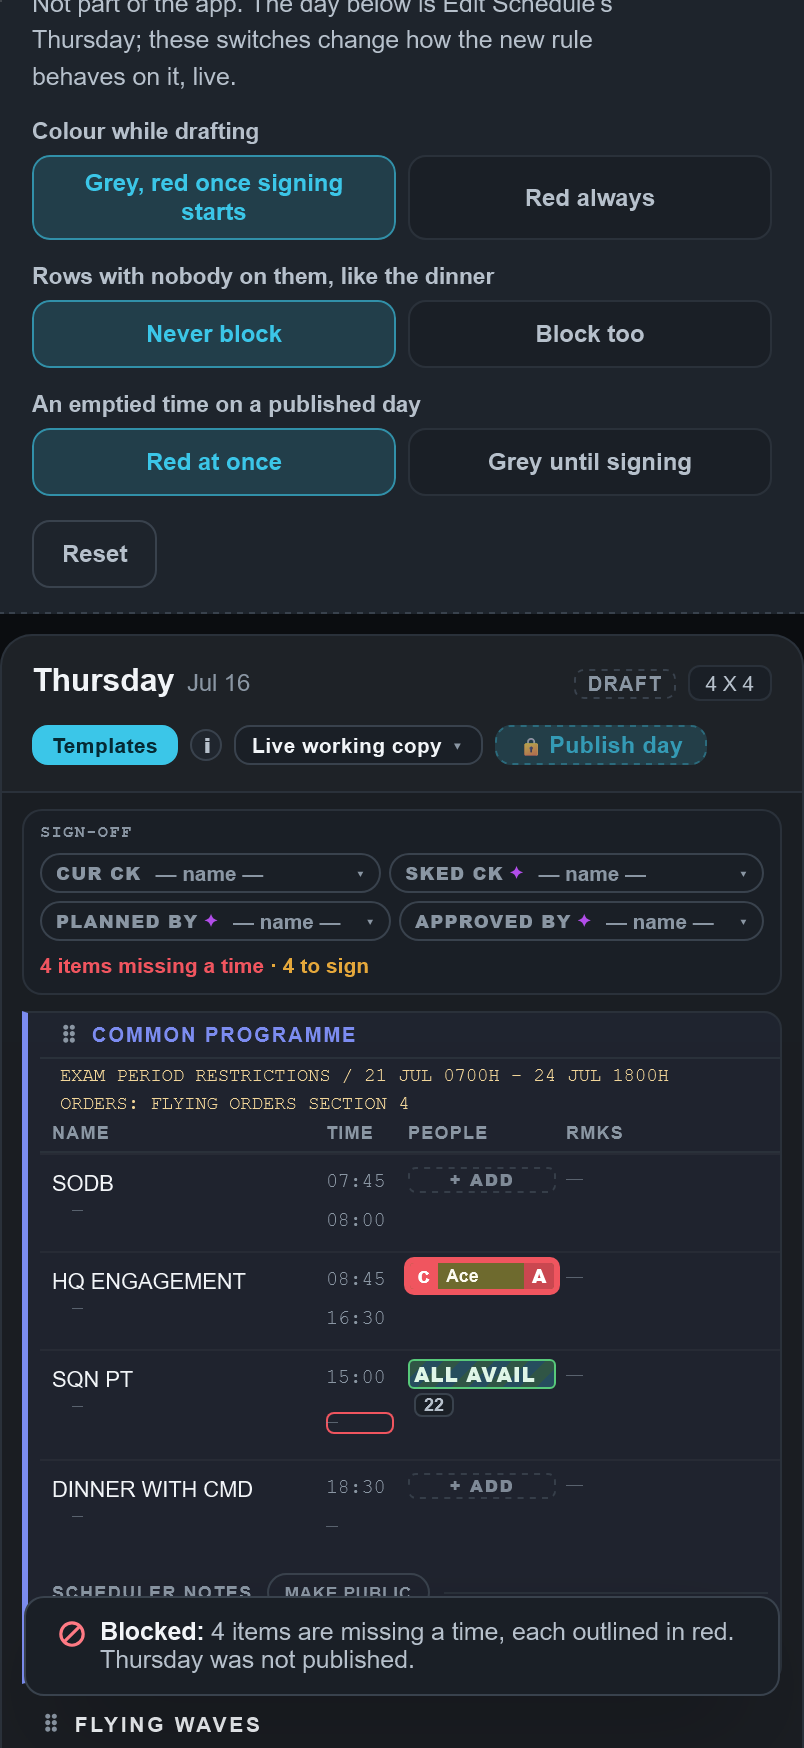 Not part of the app. The day below is Edit Schedule's
Thursday; these switches change how the new rule
behaves on it, live.
Colour while drafting
Grey, red once signing
starts
Red always
Rows with nobody on them, like the dinner
Never block
Block too
An emptied time on a published day
Red at once
Grey until signing
Reset
Thursday Jul 16
DRAFT
4 X 4
Templates
i
Live working copy ▾
🔒 Publish day
SIGN-OFF
CUR CK — name — ▾
SKED CK ✦ — name — ▾
PLANNED BY ✦ — name — ▾
APPROVED BY ✦ — name — ▾
4 items missing a time · 4 to sign
COMMON PROGRAMME
EXAM PERIOD RESTRICTIONS / 21 JUL 0700H – 24 JUL 1800H
ORDERS: FLYING ORDERS SECTION 4
NAME TIME PEOPLE RMKS
SODB 07:45 + ADD —
— 08:00
HQ ENGAGEMENT 08:45 C Ace A —
— 16:30
SQN PT 15:00 ALL AVAIL —
— — 22
DINNER WITH CMD 18:30 + ADD —
— —
SCHEDULER NOTES MAKE PUBLIC
Blocked: 4 items are missing a time, each outlined in red.
Thursday was not published.
FLYING WAVES